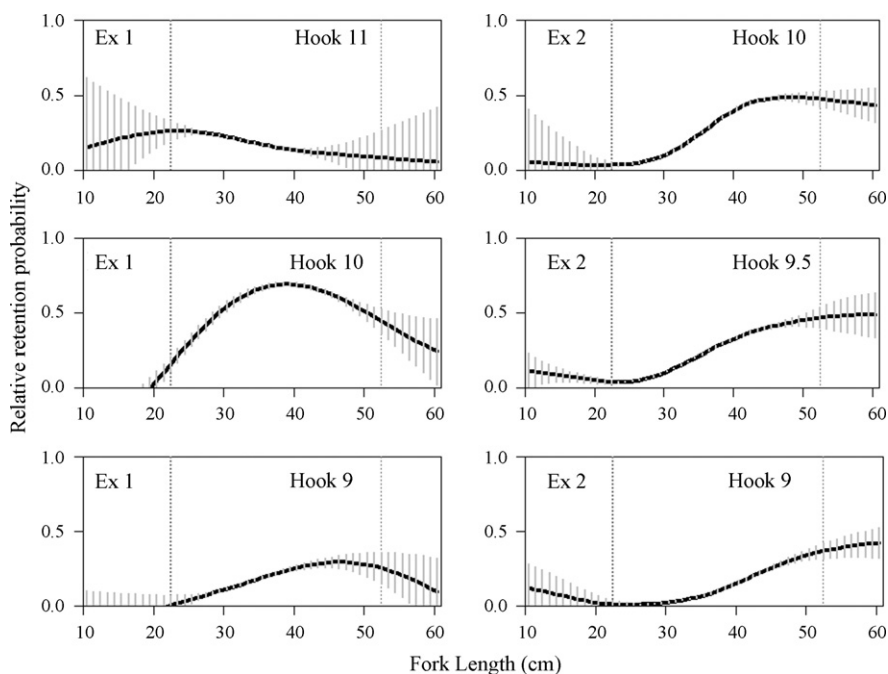 Relative retention probability
Ex 1 Hook 11
1.0
0.5
0.0
10 20 30 40 50 60
Ex 2 Hook 10
1.0
0.5
0.0
10 20 30 40 50 60
Ex 1 Hook 10
1.0
0.5
0.0
10 20 30 40 50 60
Ex 2 Hook 9.5
1.0
0.5
0.0
10 20 30 40 50 60
Ex 1 Hook 9
1.0
0.5
0.0
10 20 30 40 50 60
Ex 2 Hook 9
1.0
0.5
0.0
10 20 30 40 50 60
Fork Length (cm)